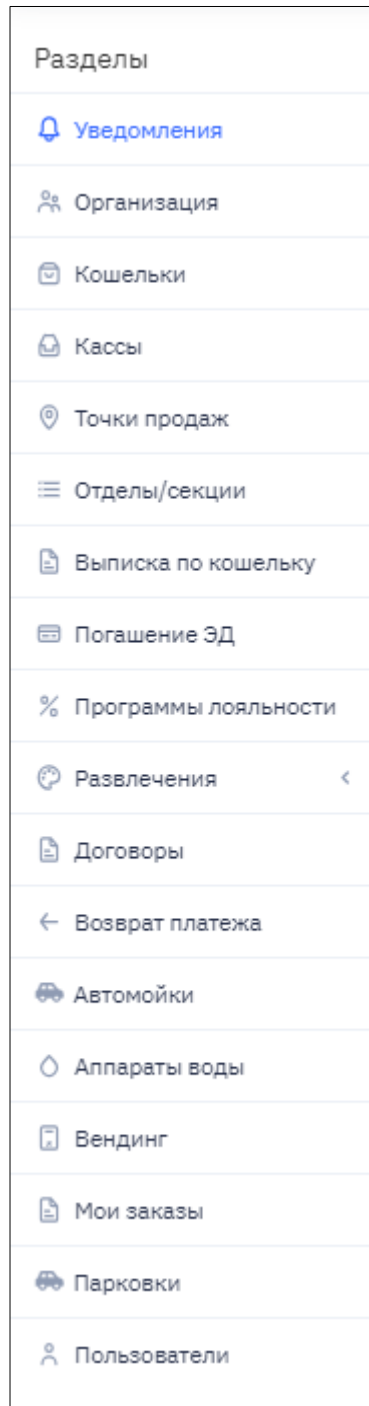 Разделы
Уведомления
Организация
Кошельки
Кассы
Точки продаж
Отделы/секции
Выписка по кошельку
Погашение ЭД
Программы лояльности
Развлечения
Договоры
Возврат платежа
Автомойки
Аппараты воды
Вендинг
Мои заказы
Парковки
Пользователи